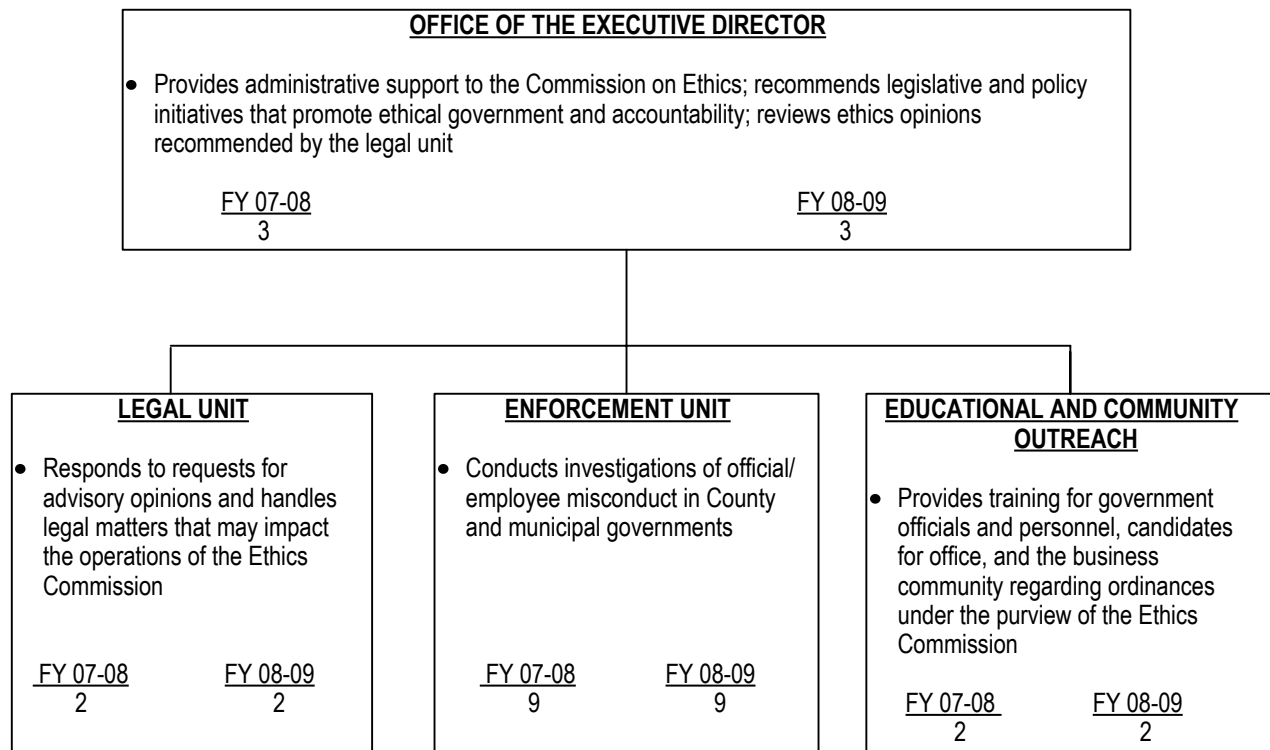 OFFICE OF THE EXECUTIVE DIRECTOR
• Provides administrative support to the Commission on Ethics; recommends legislative and policy
initiatives that promote ethical government and accountability; reviews ethics opinions
recommended by the legal unit
FY 07-08 FY 08-09
3 3
LEGAL UNIT
• Responds to requests for
advisory opinions and handles
legal matters that may impact
the operations of the Ethics
Commission
FY 07-08 FY 08-09
2 2
ENFORCEMENT UNIT
• Conducts investigations of official/
employee misconduct in County
and municipal governments
FY 07-08 FY 08-09
9 9
EDUCATIONAL AND COMMUNITY
OUTREACH
• Provides training for government
officials and personnel, candidates
for office, and the business
community regarding ordinances
under the purview of the Ethics
Commission
FY 07-08 FY 08-09
2 2